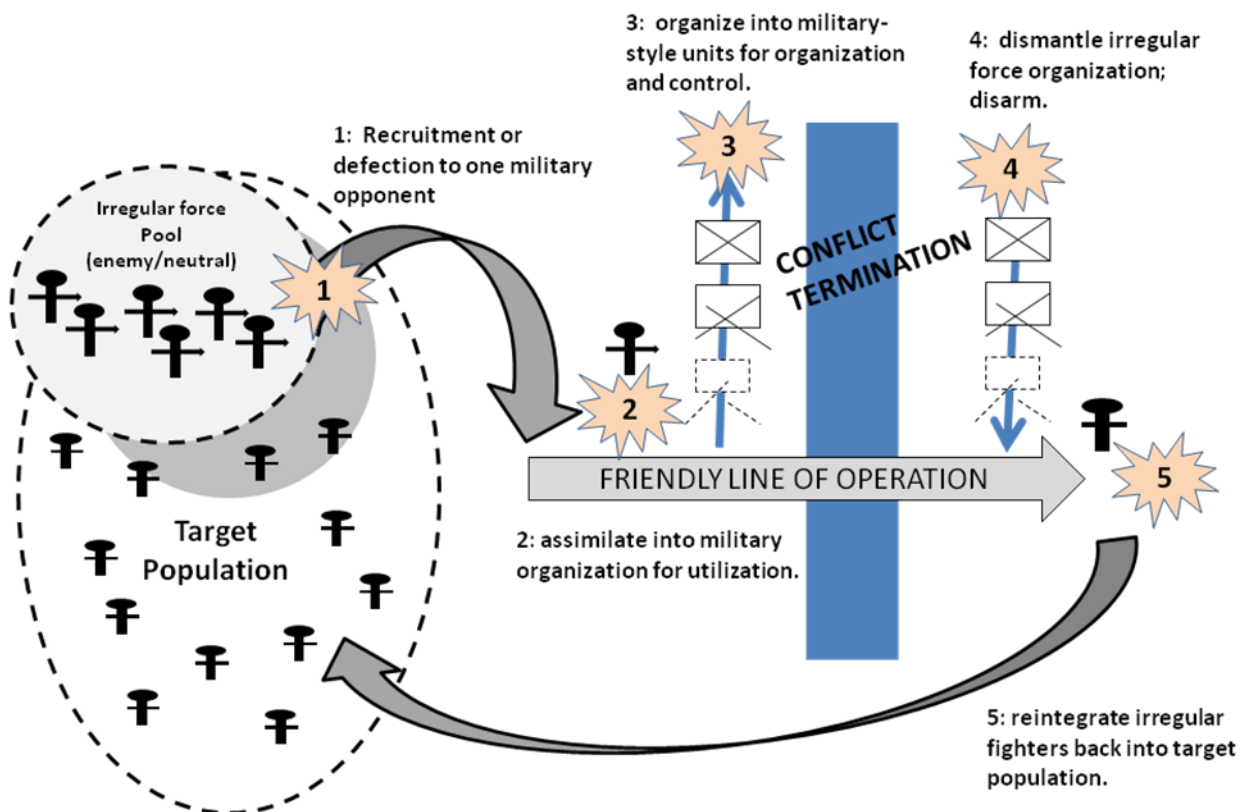 3: organize into military-
style units for organization
and control.
4: dismantle irregular
force organization;
disarm.
1: Recruitment or
defection to one military
opponent
Irregular force
Pool
(enemy/neutral)
1
2
3
4
CONFLICT
TERMINATION
FRIENDLY LINE OF OPERATION
5
Target
Population
2: assimilate into military
organization for utilization.
5: reintegrate irregular
fighters back into target
population.